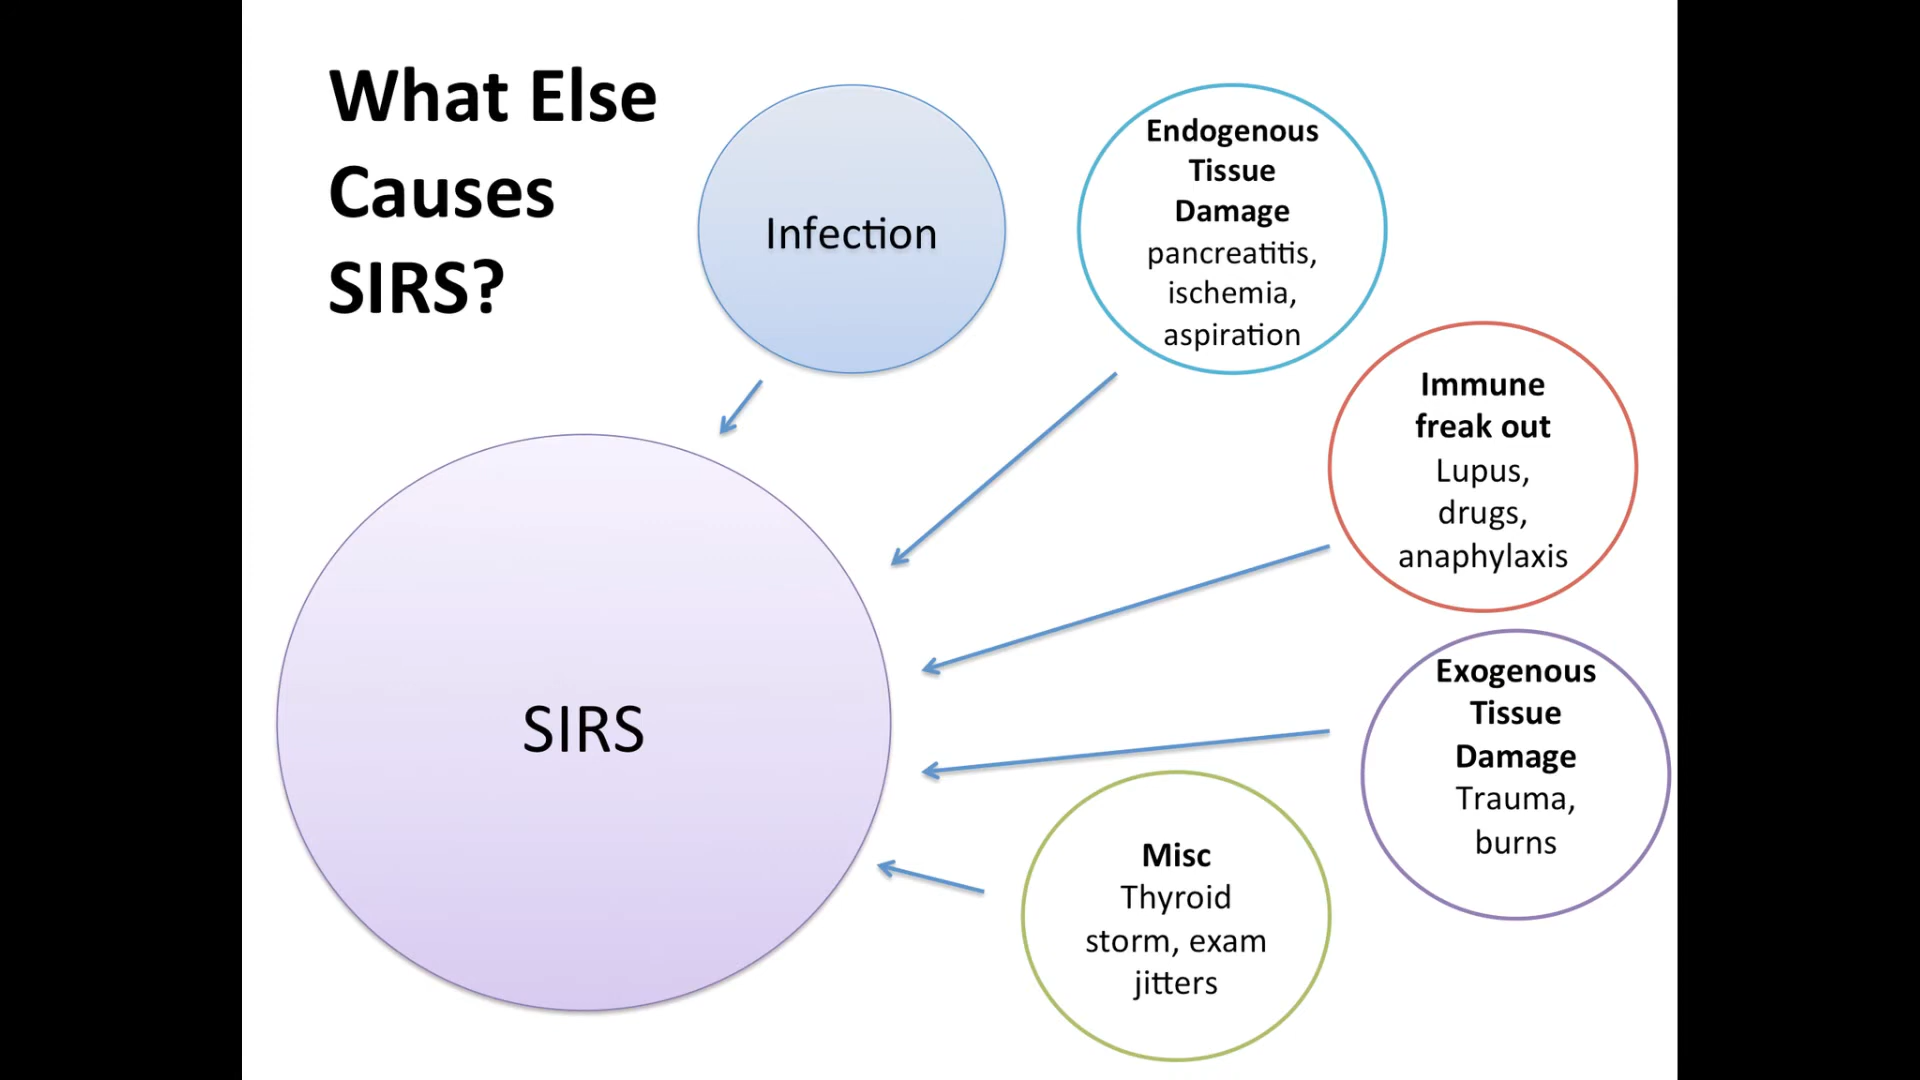 What Else
Causes
SIRS?
Infection
Endogenous
Tissue
Damage
pancreatitis,
ischemia,
aspiration
Immune
freak out
Lupus,
drugs,
anaphylaxis
SIRS
Exogenous
Tissue
Damage
Trauma,
burns
Misc
Thyroid
storm, exam
jitters